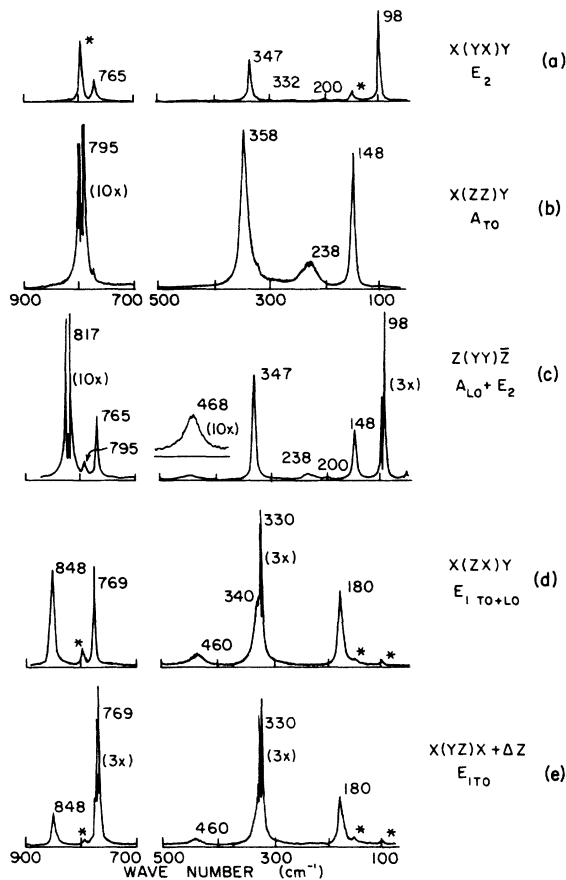 * 765 347 332 200 * 98 X(YX)Y (a)
E2
795 358 148 X(ZZ)Y (b)
(10x) 238 ATO
900 700 500 300 100
817 98
(10x) 347 Z(YY)Z̄ (c)
765 468 (3x) ALO + E2
795 (10x) 238 200 148
330
848 769 (3x) X(ZX)Y (d)
340 180 E1 TO+LO
* 460 * *
769 330 X(YZ)X + ΔZ (e)
(3x) (3x) E1TO
848 180
* 460 * *
900 700 500 300 100
WAVE NUMBER (cm⁻¹)